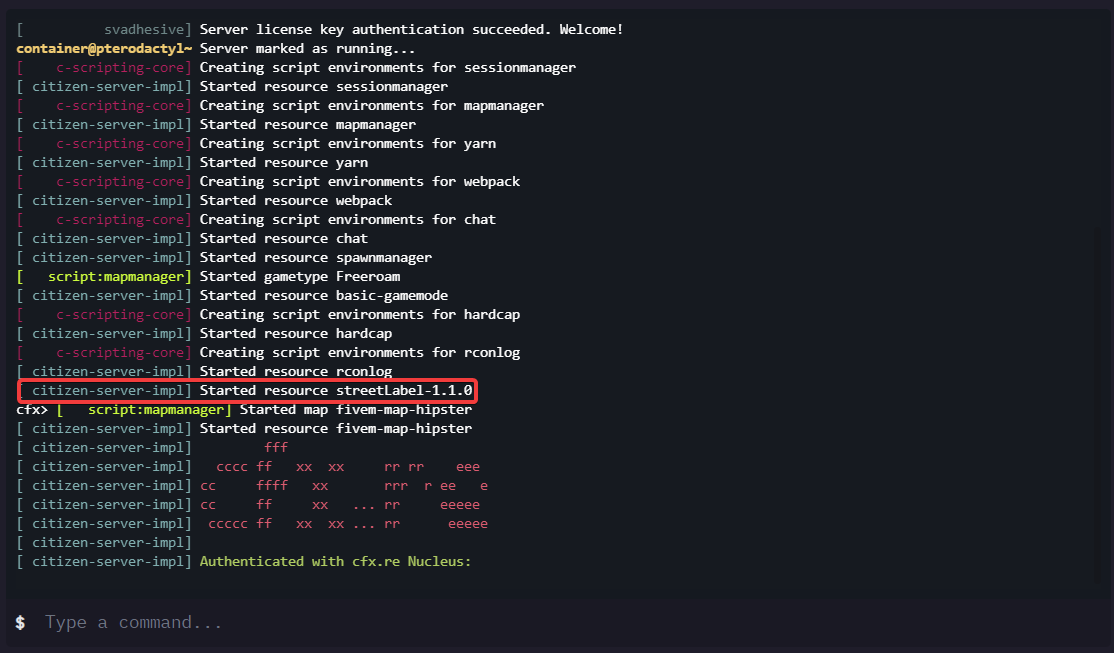 [          svadhesive] Server license key authentication succeeded. Welcome!
container@pterodactyl~ Server marked as running...
[    c-scripting-core] Creating script environments for sessionmanager
[ citizen-server-impl] Started resource sessionmanager
[    c-scripting-core] Creating script environments for mapmanager
[ citizen-server-impl] Started resource mapmanager
[    c-scripting-core] Creating script environments for yarn
[ citizen-server-impl] Started resource yarn
[    c-scripting-core] Creating script environments for webpack
[ citizen-server-impl] Started resource webpack
[    c-scripting-core] Creating script environments for chat
[ citizen-server-impl] Started resource chat
[ citizen-server-impl] Started resource spawnmanager
[   script:mapmanager] Started gametype Freeroam
[ citizen-server-impl] Started resource basic-gamemode
[    c-scripting-core] Creating script environments for hardcap
[ citizen-server-impl] Started resource hardcap
[    c-scripting-core] Creating script environments for rconlog
[ citizen-server-impl] Started resource rconlog
[ citizen-server-impl] Started resource streetLabel-1.1.0
cfx> [   script:mapmanager] Started map fivem-map-hipster
[ citizen-server-impl] Started resource fivem-map-hipster
[ citizen-server-impl]         fff
[ citizen-server-impl]   cccc ff   xx  xx     rr rr    eee
[ citizen-server-impl] cc     ffff   xx       rrr  r ee   e
[ citizen-server-impl] cc     ff     xx   ... rr     eeeee
[ citizen-server-impl]  ccccc ff   xx  xx ... rr      eeeee
[ citizen-server-impl]
[ citizen-server-impl] Authenticated with cfx.re Nucleus:
$ Type a command...